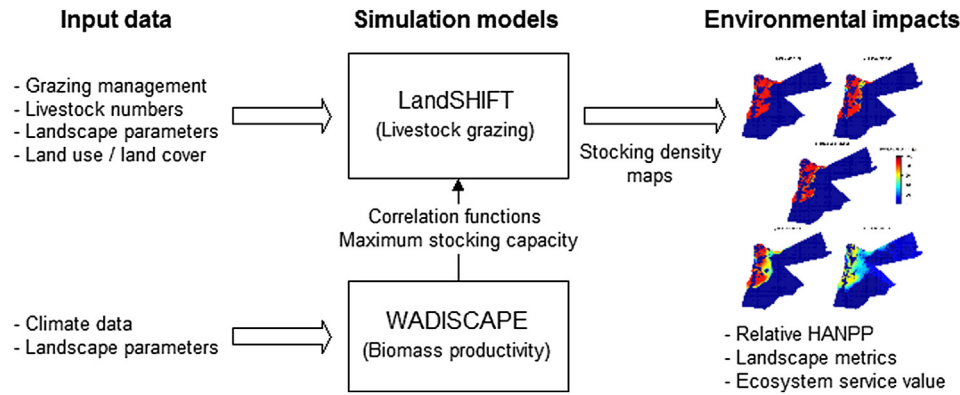 Input data
Simulation models
Environmental impacts
- Grazing management
- Livestock numbers
- Landscape parameters
- Land use / land cover
LandSHIFT
(Livestock grazing)
Stocking density
maps
Correlation functions
Maximum stocking capacity
- Climate data
- Landscape parameters
WADISCAPE
(Biomass productivity)
- Relative HANPP
- Landscape metrics
- Ecosystem service value